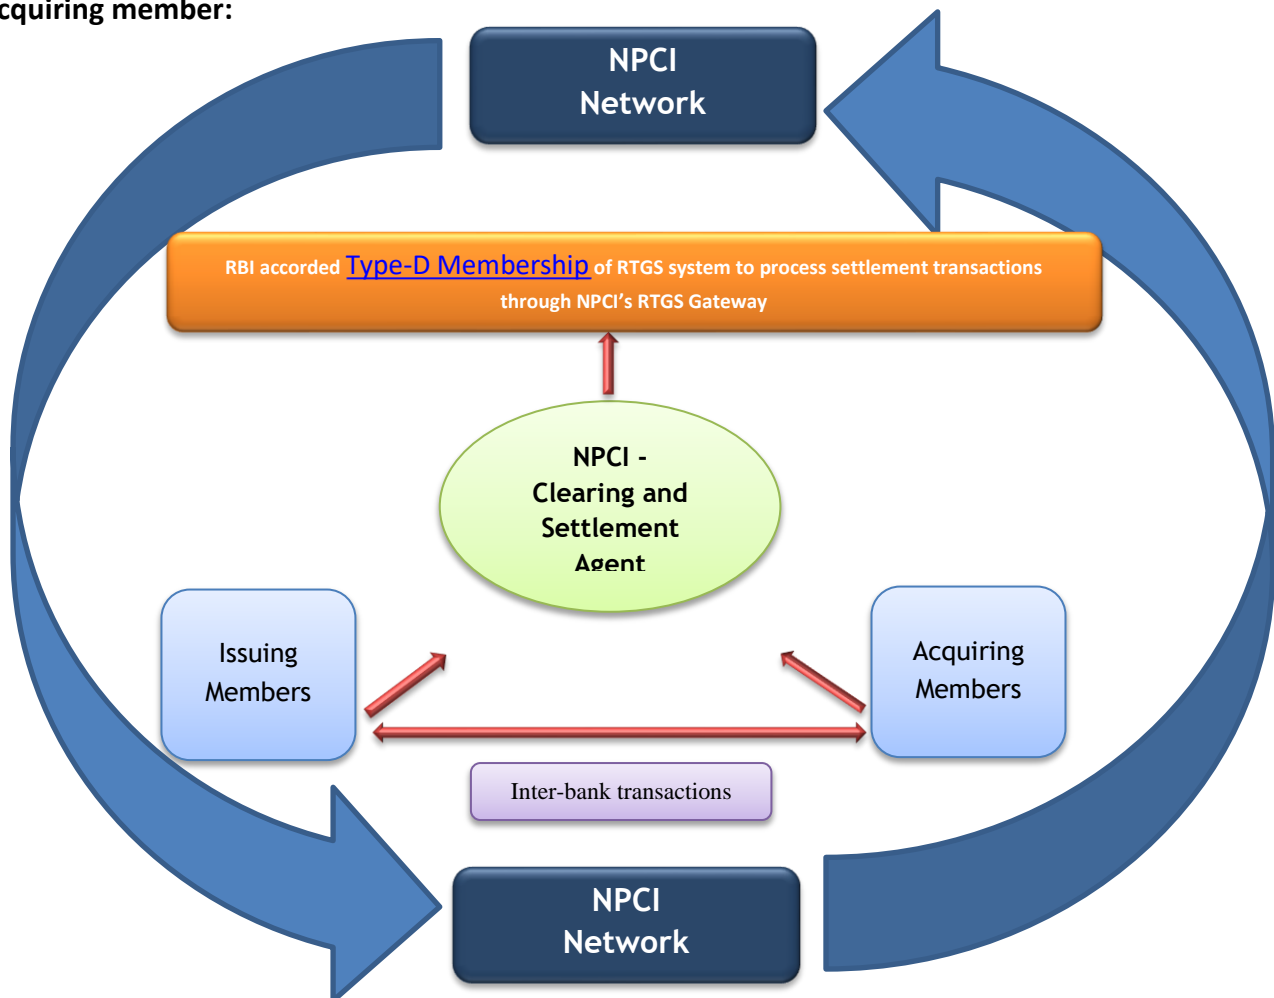 cquiring member:
NPCI
Network
RBI accorded Type-D Membership of RTGS system to process settlement transactions
through NPCI’s RTGS Gateway
NPCI -
Clearing and
Settlement
Agent
Issuing
Members
Acquiring
Members
Inter-bank transactions
NPCI
Network